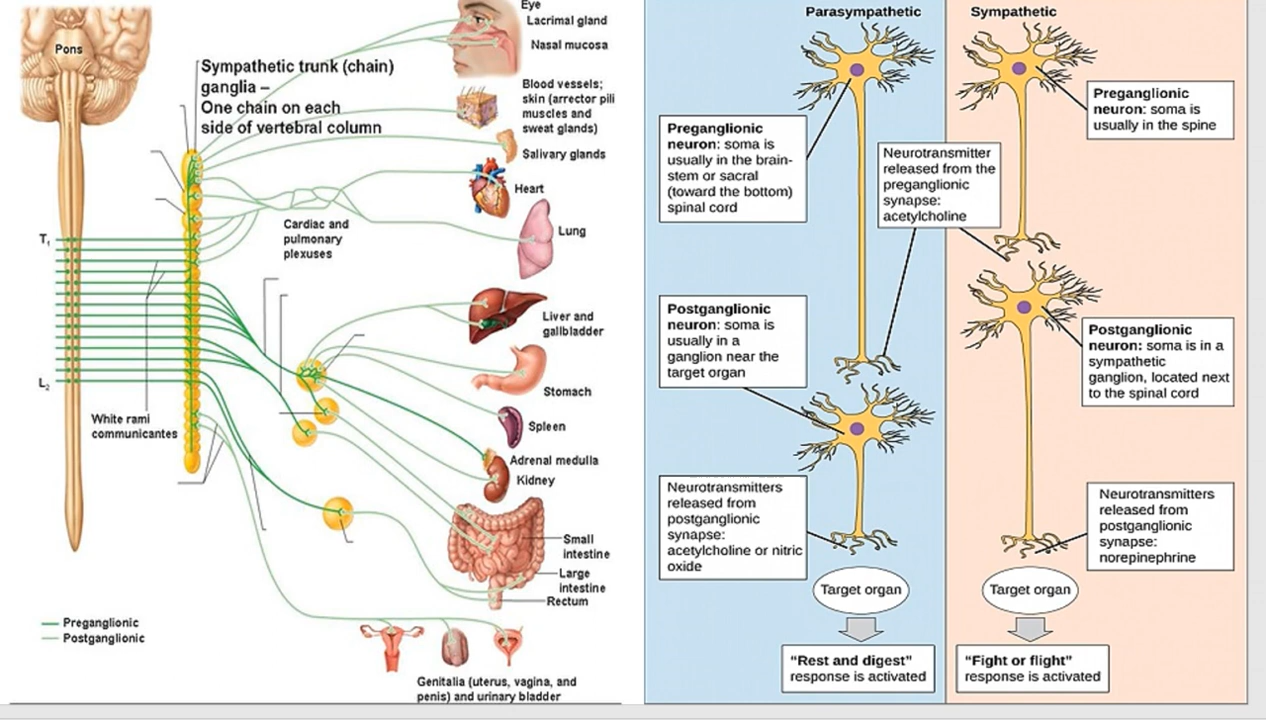 Pons
Sympathetic trunk (chain)
ganglia –
One chain on each
side of vertebral column
Eye
Lacrimal gland
Nasal mucosa
Blood vessels;
skin (arrector pili
muscles and
sweat glands)
Salivary glands
Heart
Cardiac and
pulmonary
plexuses
Lung
T1
Liver and
gallbladder
L2
Stomach
White rami
communicantes
Spleen
Adrenal medulla
Kidney
Small
intestine
Large
intestine
Rectum
Preganglionic
Postganglionic
Genitalia (uterus, vagina, and
penis) and urinary bladder
Parasympathetic
Preganglionic
neuron: soma is
usually in the brain-
stem or sacral
(toward the bottom)
spinal cord
Neurotransmitter
released from the
preganglionic
synapse:
acetylcholine
Postganglionic
neuron: soma is
usually in a
ganglion near the
target organ
Neurotransmitters
released from
postganglionic
synapse:
acetylcholine or nitric
oxide
Target organ
“Rest and digest”
response is activated
Sympathetic
Preganglionic
neuron: soma is
usually in the spine
Postganglionic
neuron: soma is in a
sympathetic
ganglion, located next
to the spinal cord
Neurotransmitters
released from
postganglionic
synapse:
norepinephrine
Target organ
“Fight or flight”
response is activated